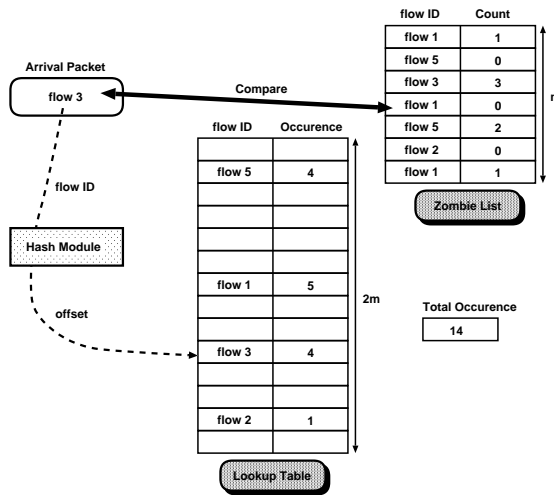 flow ID Count
flow 1 1
flow 5 0
flow 3 3
flow 1 0
flow 5 2
flow 2 0
flow 1 1
Zombie List
Arrival Packet
flow 3
Compare
flow ID
Hash Module
offset
flow ID Occurence
flow 5 4
flow 1 5
flow 3 4
flow 2 1
2m
Lookup Table
Total Occurence
14